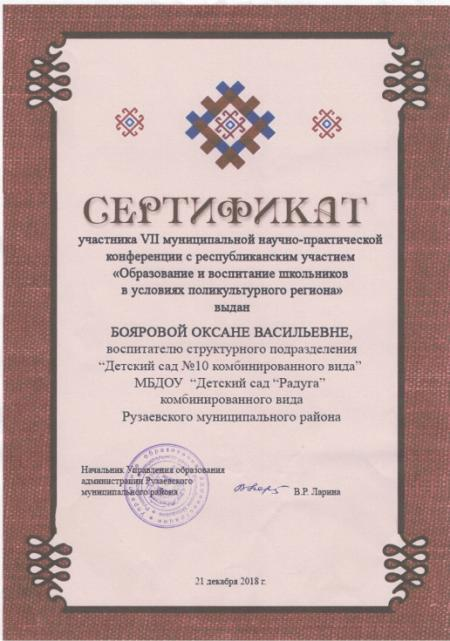 СЕРТИФИКАТ
участника VII муниципальной научно-практической
конференции с республиканским участием
«Образование и воспитание школьников
в условиях поликультурного региона»
выдан
БОЯРОВОЙ ОКСАНЕ ВАСИЛЬЕВНЕ,
воспитателю структурного подразделения
“Детский сад №10 комбинированного вида”
МБДОУ “Детский сад “Радуга”
комбинированного вида
Рузаевского муниципального района
Начальник Управления образования
администрации Рузаевского
муниципального района
В.Р. Ларина
21 декабря 2018 г.